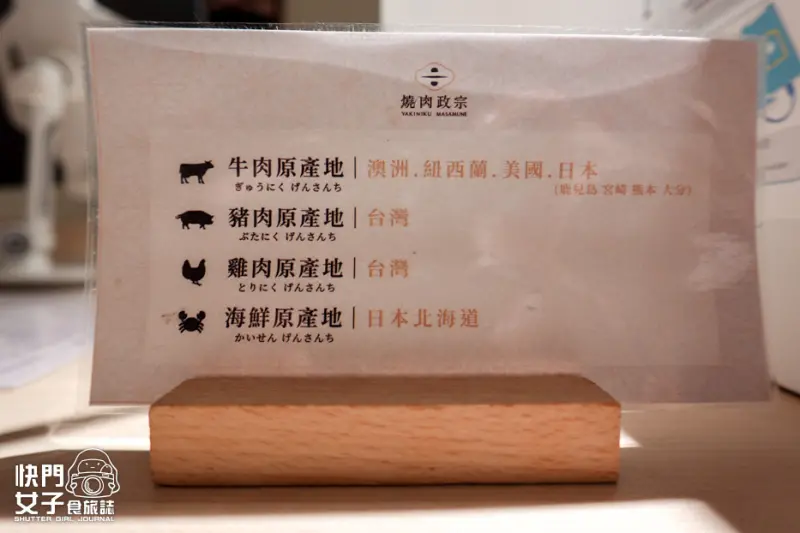 燒肉政宗
YAKINIKU MASAMUNE
牛肉原產地｜澳洲.紐西蘭.美國.日本
ぎゅうにく げんさんち
(鹿兒島 宮崎 熊本 大分)
豬肉原產地｜台灣
ぶたにく げんさんち
雞肉原產地｜台灣
とりにく げんさんち
海鮮原產地｜日本北海道
かいせん げんさんち
快門
女子食旅誌
SHUTTER GIRL JOURNAL